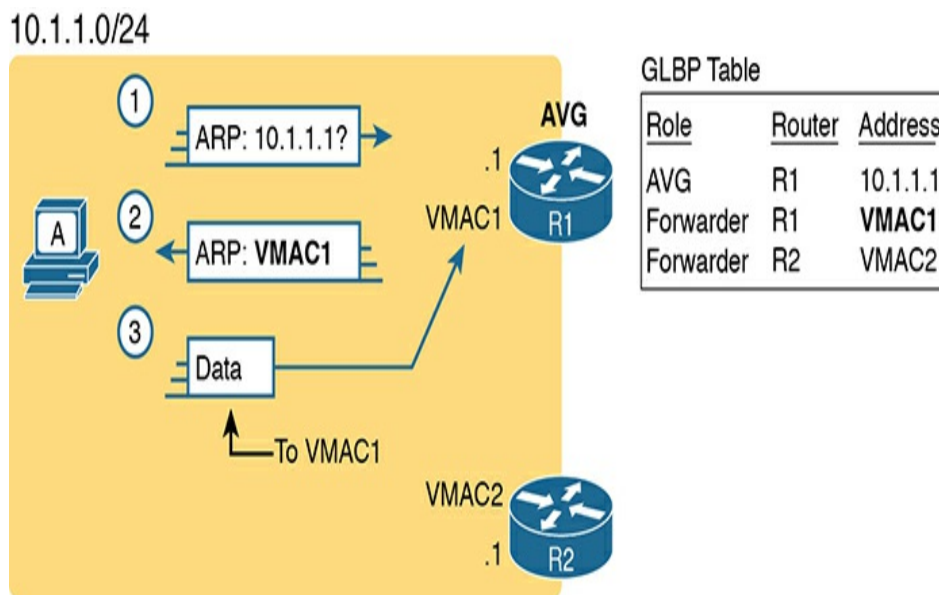 10.1.1.0/24
1
ARP: 10.1.1.1?
2
ARP: VMAC1
A
3
Data
To VMAC1
AVG
.1
VMAC1
R1
VMAC2
.1
R2
GLBP Table
Role Router Address
AVG R1 10.1.1.1
Forwarder R1 VMAC1
Forwarder R2 VMAC2